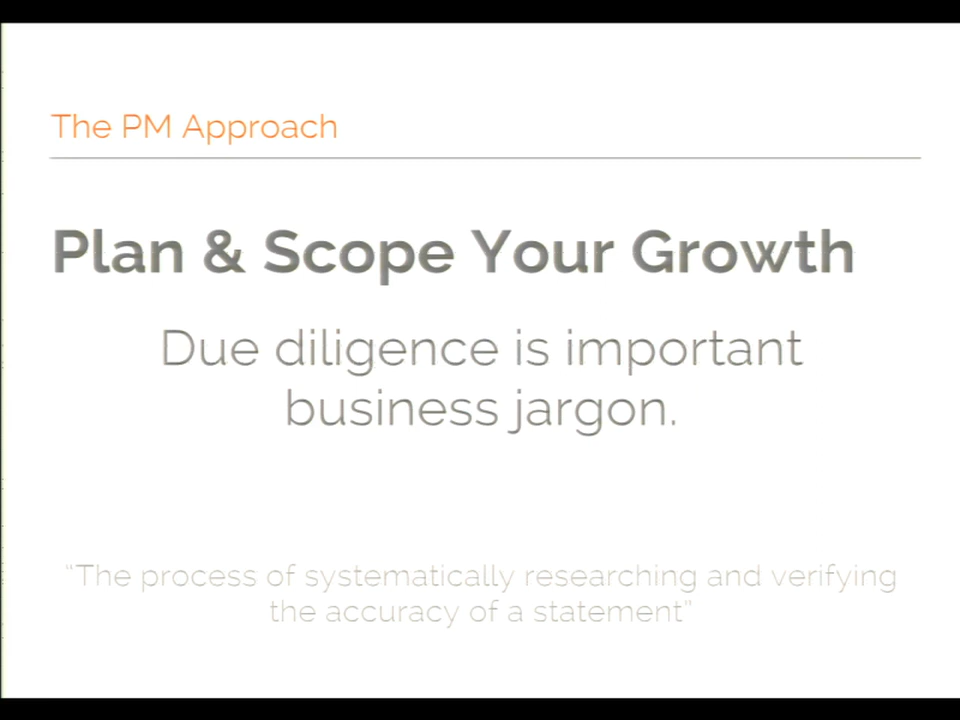 The PM Approach
Plan & Scope Your Growth
Due diligence is important
business jargon.
“The process of systematically researching and verifying
the accuracy of a statement”